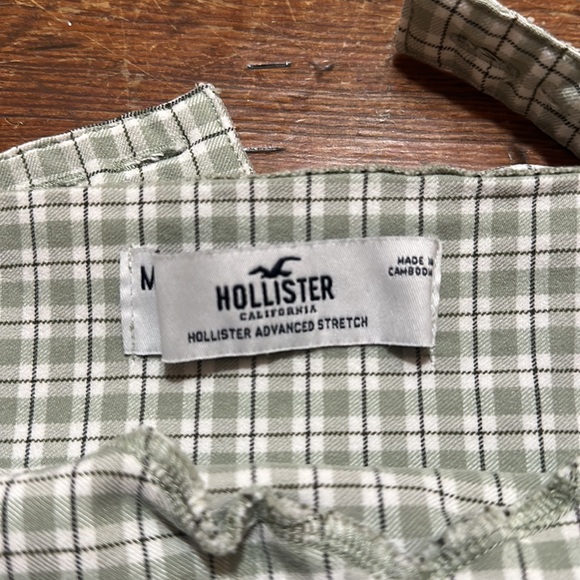 M
HOLLISTER
CALIFORNIA
HOLLISTER ADVANCED STRETCH
MADE IN
CAMBODIA